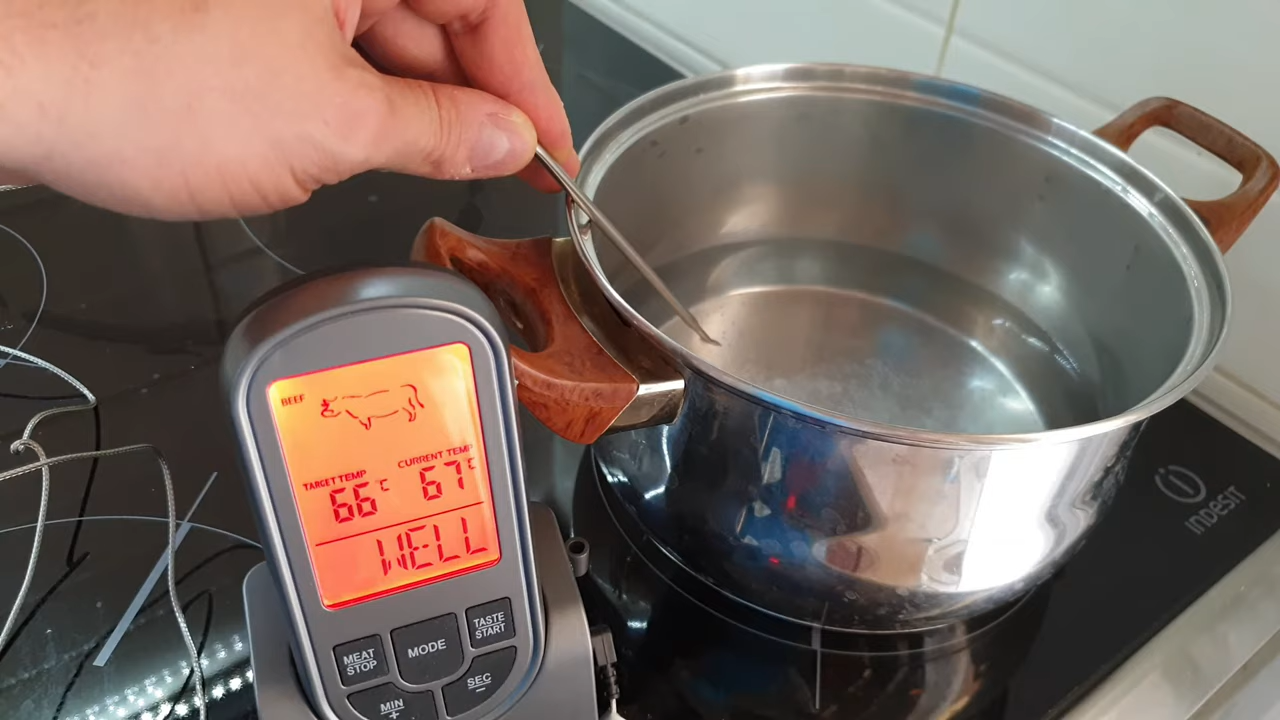 BEEF
TARGET TEMP
66°C
CURRENT TEMP
67°C
WELL
MEAT
STOP
MODE
TASTE
START
MIN
+
SEC
-
INDESIT